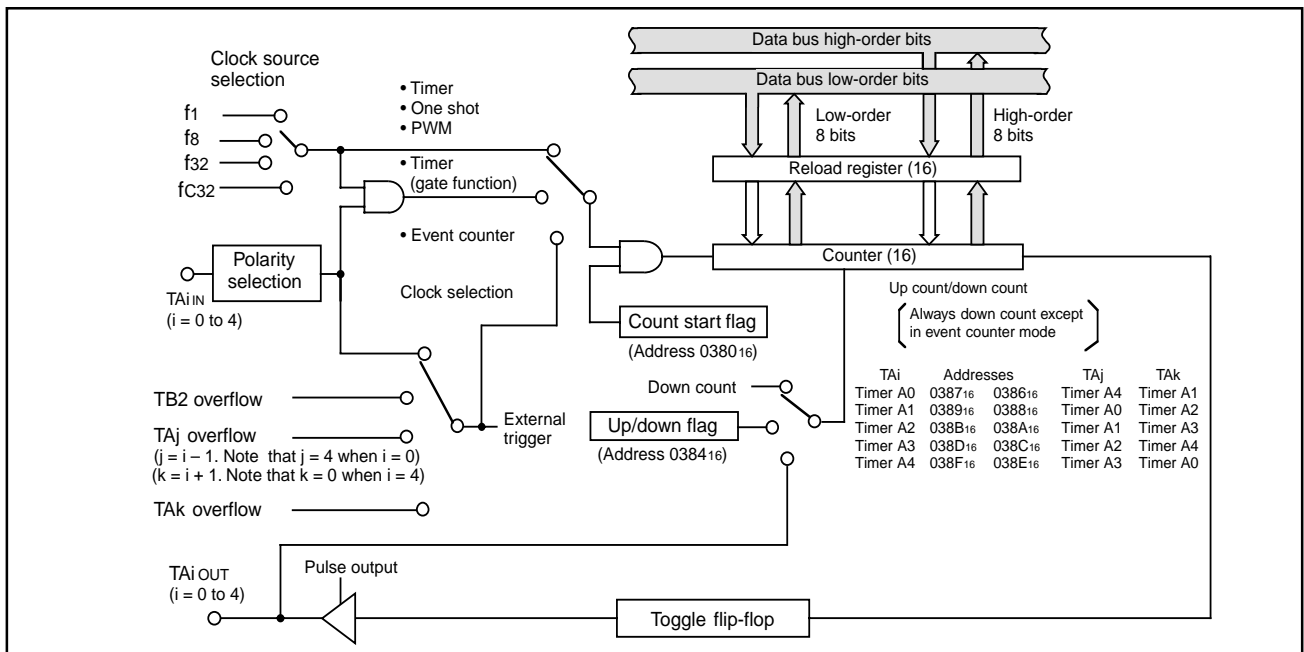 Data bus high-order bits
Data bus low-order bits
Clock source
selection
f1
f8
f32
fC32
• Timer
• One shot
• PWM
• Timer
(gate function)
• Event counter
Low-order
8 bits
High-order
8 bits
Reload register (16)
Counter (16)
Polarity
selection
TAiIN
(i = 0 to 4)
Clock selection
Count start flag
(Address 038016)
Up count/down count
Always down count except
in event counter mode
TB2 overflow
TAj overflow
(j = i – 1. Note that j = 4 when i = 0)
(k = i + 1. Note that k = 0 when i = 4)
TAk overflow
External
trigger
Down count
Up/down flag
(Address 038416)
TAi Addresses TAj TAk
Timer A0 038716 038616 Timer A4 Timer A1
Timer A1 038916 038816 Timer A0 Timer A2
Timer A2 038B16 038A16 Timer A1 Timer A3
Timer A3 038D16 038C16 Timer A2 Timer A4
Timer A4 038F16 038E16 Timer A3 Timer A0
TAiOUT
(i = 0 to 4)
Pulse output
Toggle flip-flop